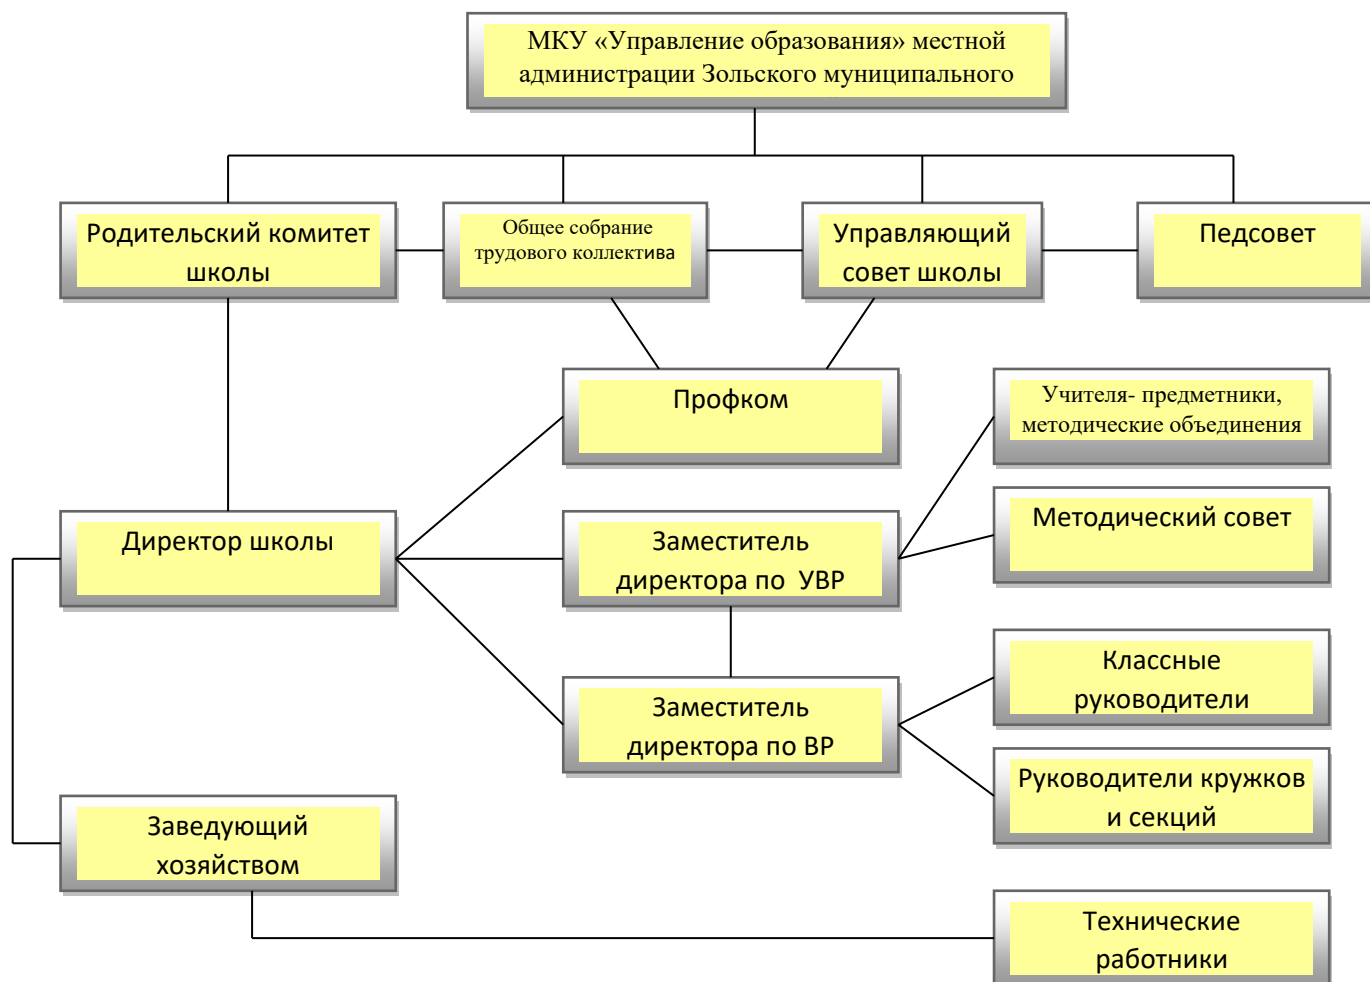 МКУ «Управление образования» местной
администрации Зольского муниципального
Родительский комитет
школы
Общее собрание
трудового коллектива
Управляющий
совет школы
Педсовет
Профком
Учителя- предметники,
методические объединения
Директор школы
Заместитель
директора по УВР
Методический совет
Заместитель
директора по ВР
Классные
руководители
Руководители кружков
и секций
Заведующий
хозяйством
Технические
работники